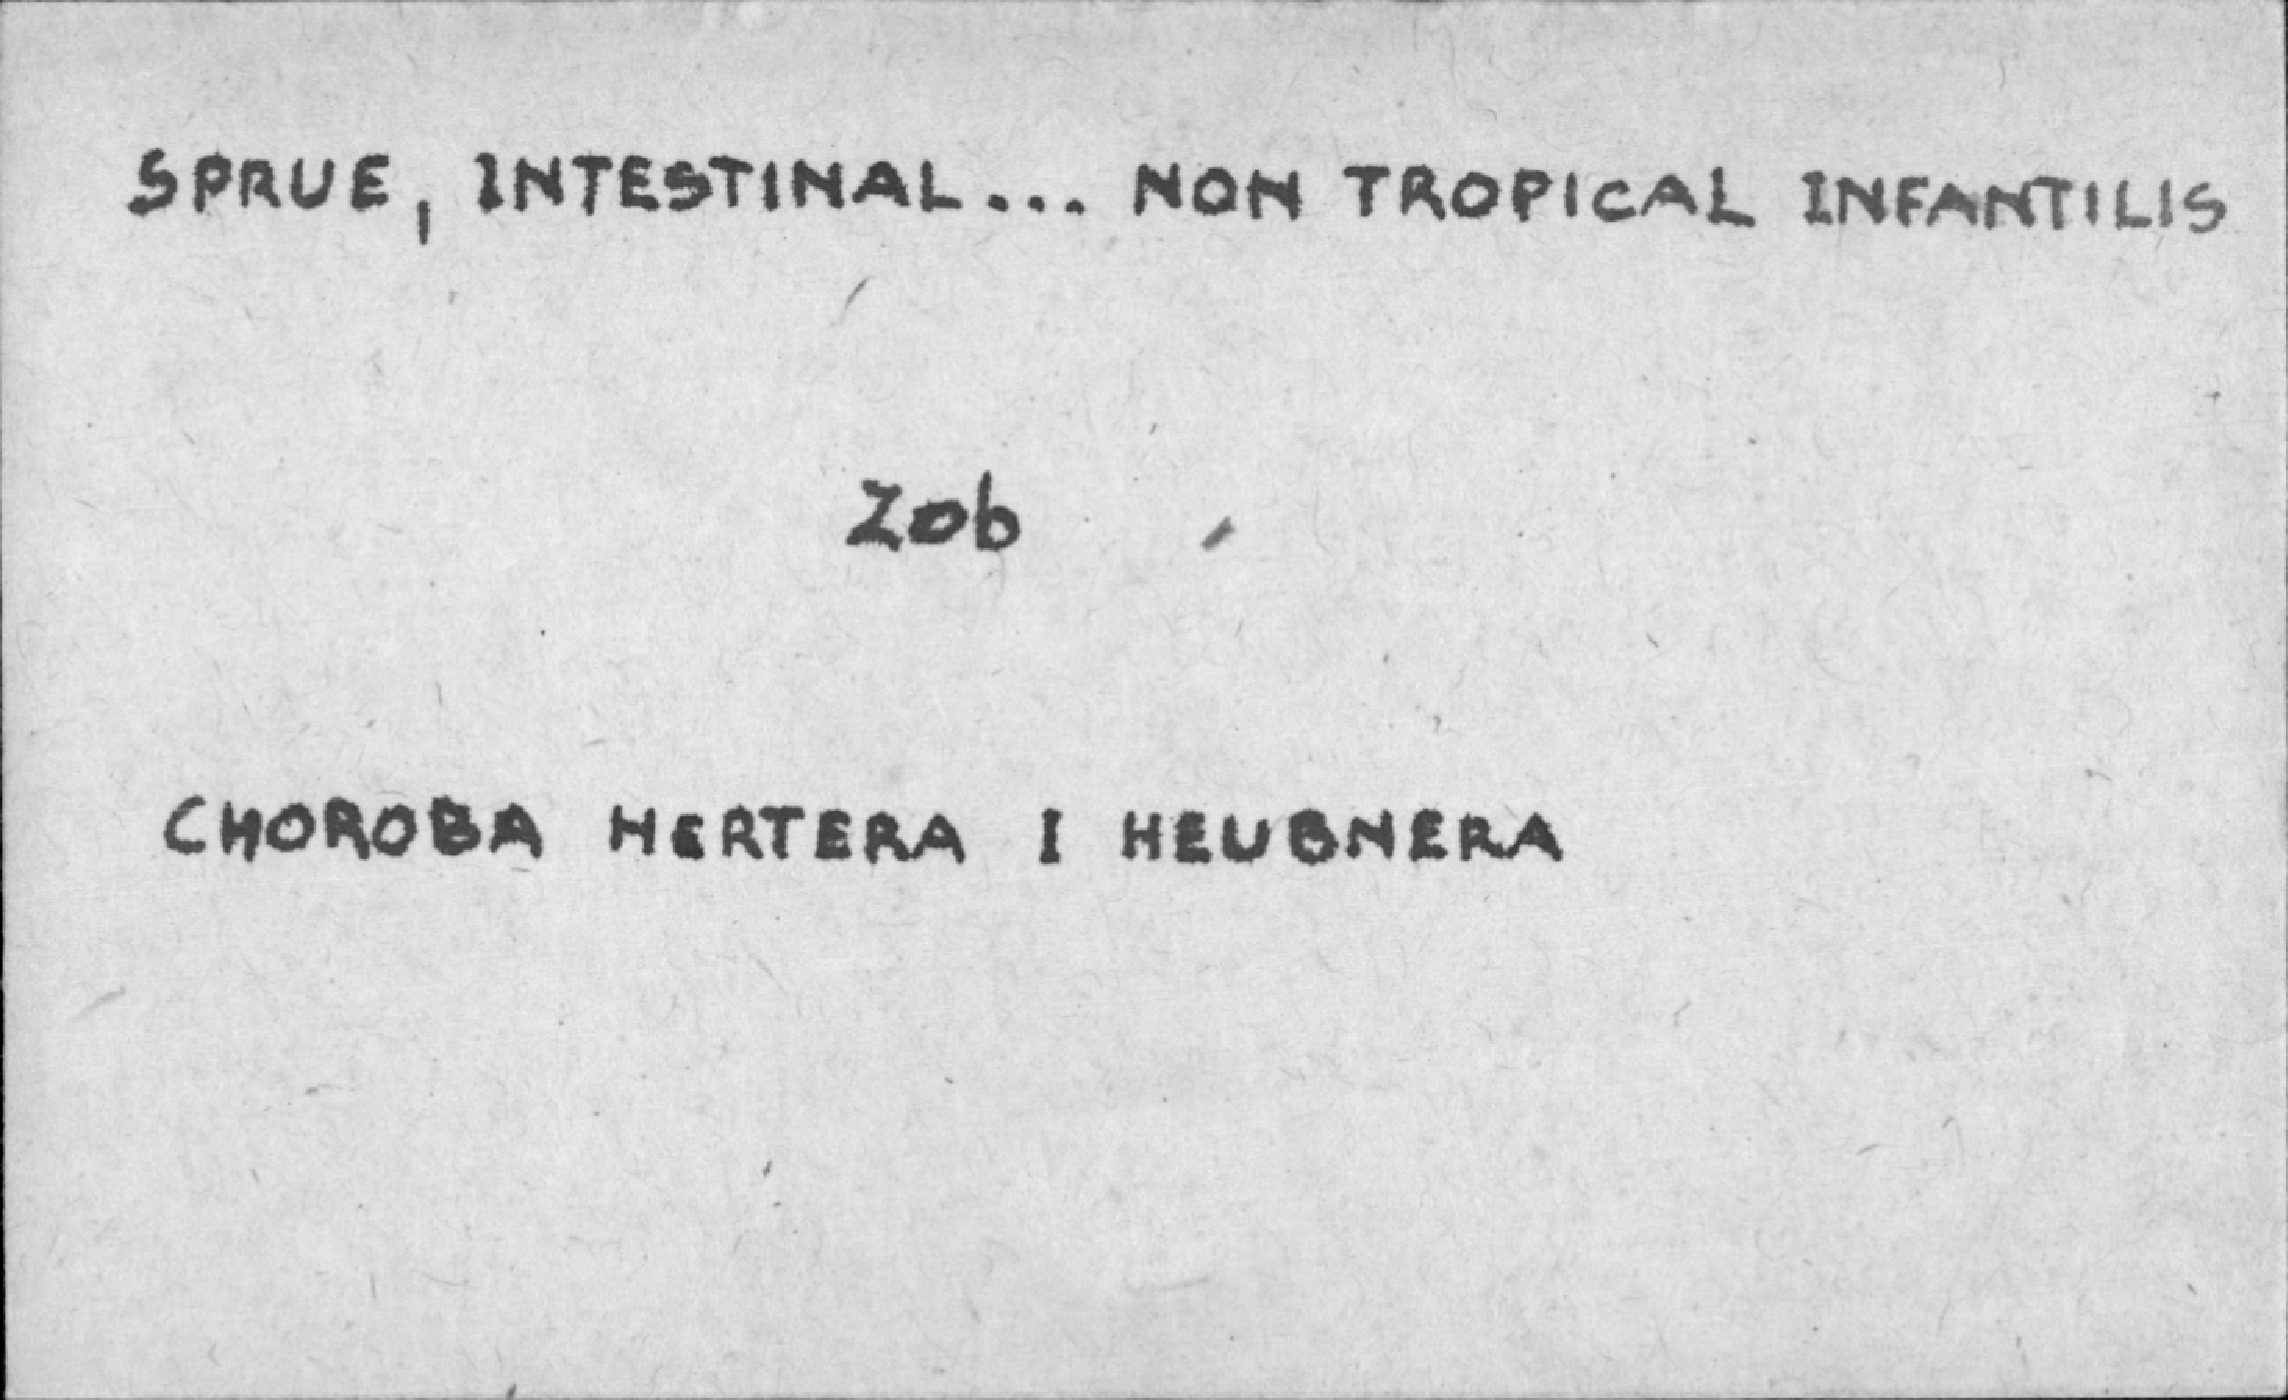 SPRUE, INTESTINAL... NON TROPICAL INFANTILIS
Zob
CHOROBA HERTERA I HEUBNERA